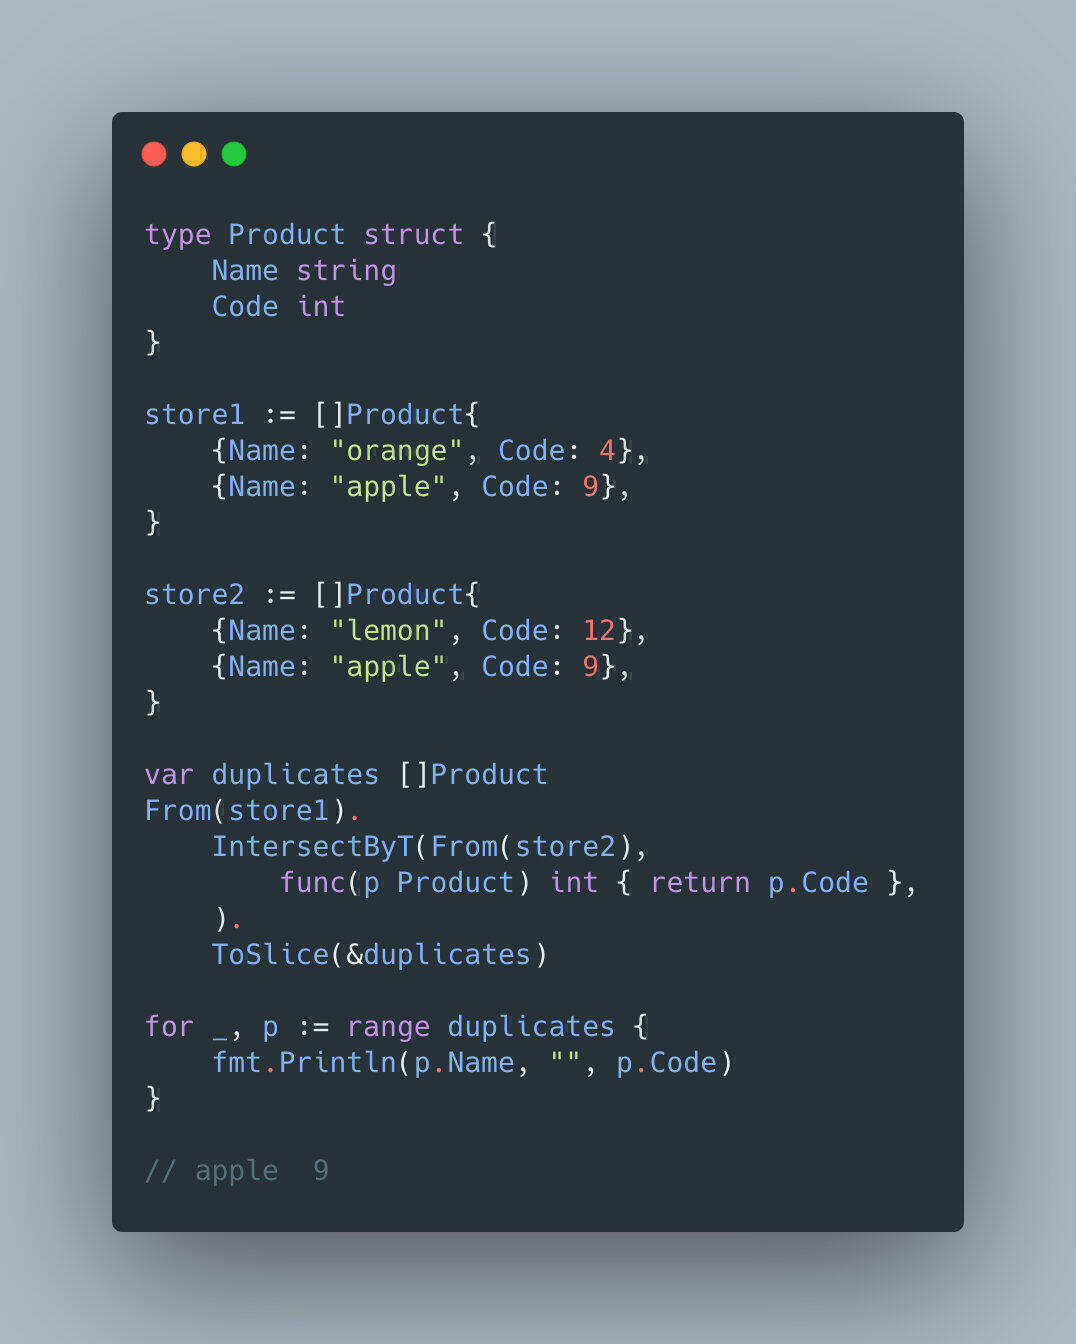 type Product struct {
    Name string
    Code int
}

store1 := []Product{
    {Name: "orange", Code: 4},
    {Name: "apple", Code: 9},
}

store2 := []Product{
    {Name: "lemon", Code: 12},
    {Name: "apple", Code: 9},
}

var duplicates []Product
From(store1).
    IntersectByT(From(store2),
        func(p Product) int { return p.Code },
    ).
    ToSlice(&duplicates)

for _, p := range duplicates {
    fmt.Println(p.Name, "", p.Code)
}

// apple  9